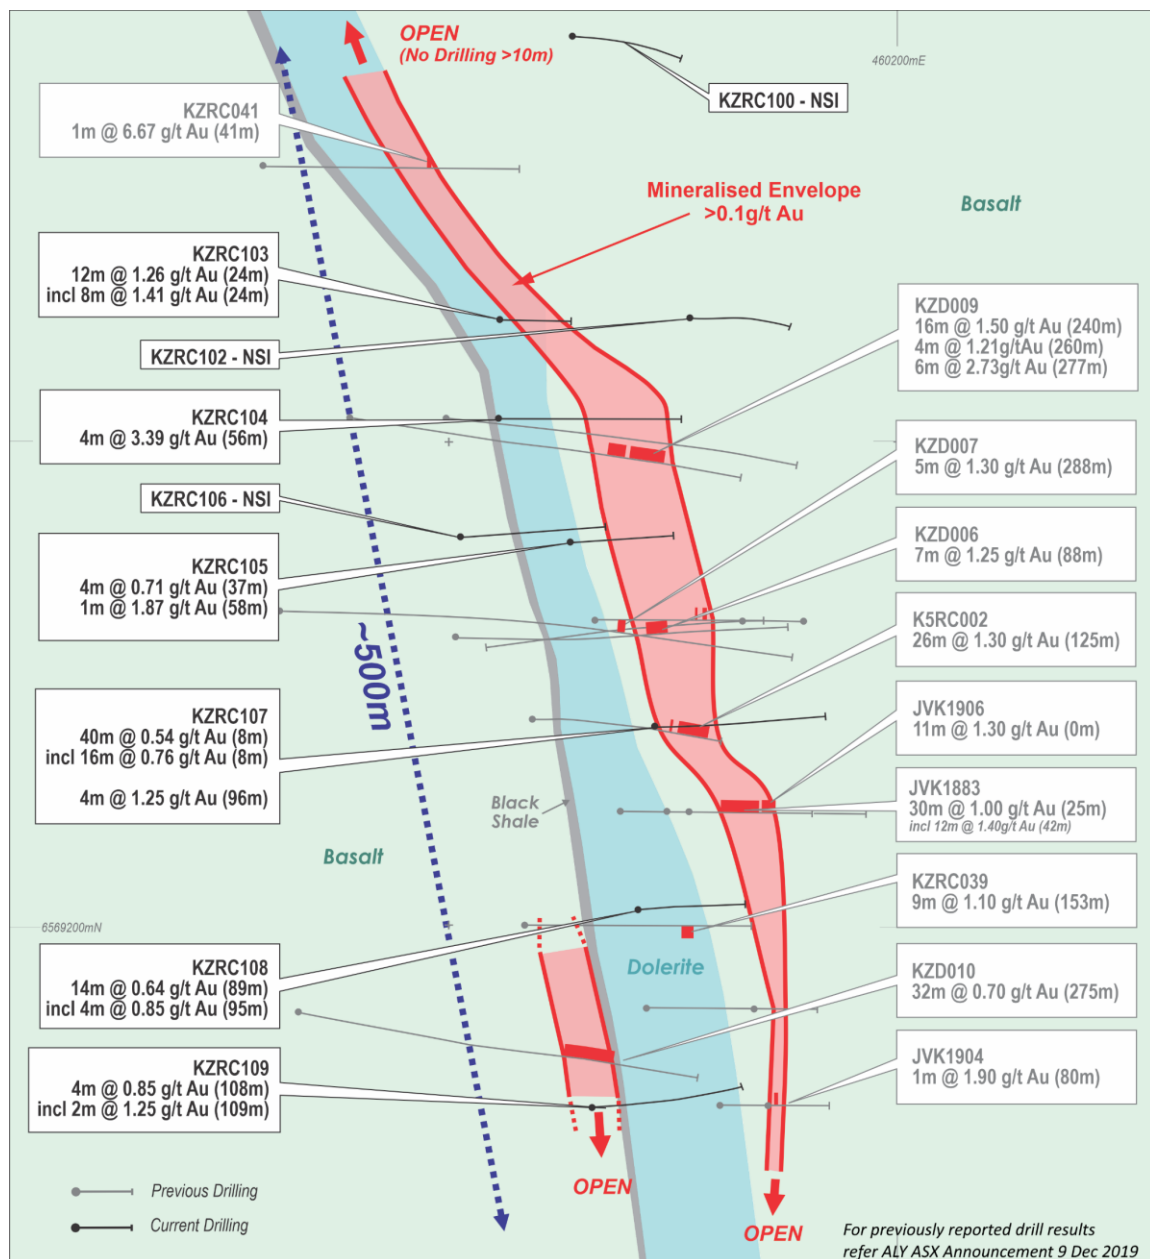 OPEN
(No Drilling >10m)
460200mE
KZRC100 - NSI
KZRC041
1m @ 6.67 g/t Au (41m)
Mineralised Envelope
>0.1g/t Au
Basalt
KZRC103
12m @ 1.26 g/t Au (24m)
incl 8m @ 1.41 g/t Au (24m)
KZRC102 - NSI
KZD009
16m @ 1.50 g/t Au (240m)
4m @ 1.21g/tAu (260m)
6m @ 2.73g/t Au (277m)
KZRC104
4m @ 3.39 g/t Au (56m)
KZD007
5m @ 1.30 g/t Au (288m)
KZRC106 - NSI
KZD006
7m @ 1.25 g/t Au (88m)
KZRC105
4m @ 0.71 g/t Au (37m)
1m @ 1.87 g/t Au (58m)
K5RC002
26m @ 1.30 g/t Au (125m)
~500m
KZRC107
40m @ 0.54 g/t Au (8m)
incl 16m @ 0.76 g/t Au (8m)
4m @ 1.25 g/t Au (96m)
JVK1906
11m @ 1.30 g/t Au (0m)
JVK1883
30m @ 1.00 g/t Au (25m)
incl 12m @ 1.40g/t Au (42m)
Black
Shale
Basalt
KZRC039
9m @ 1.10 g/t Au (153m)
6569200mN
Dolerite
KZRC108
14m @ 0.64 g/t Au (89m)
incl 4m @ 0.85 g/t Au (95m)
KZD010
32m @ 0.70 g/t Au (275m)
KZRC109
4m @ 0.85 g/t Au (108m)
incl 2m @ 1.25 g/t Au (109m)
JVK1904
1m @ 1.90 g/t Au (80m)
OPEN
OPEN
Previous Drilling
Current Drilling
For previously reported drill results
refer ALY ASX Announcement 9 Dec 2019